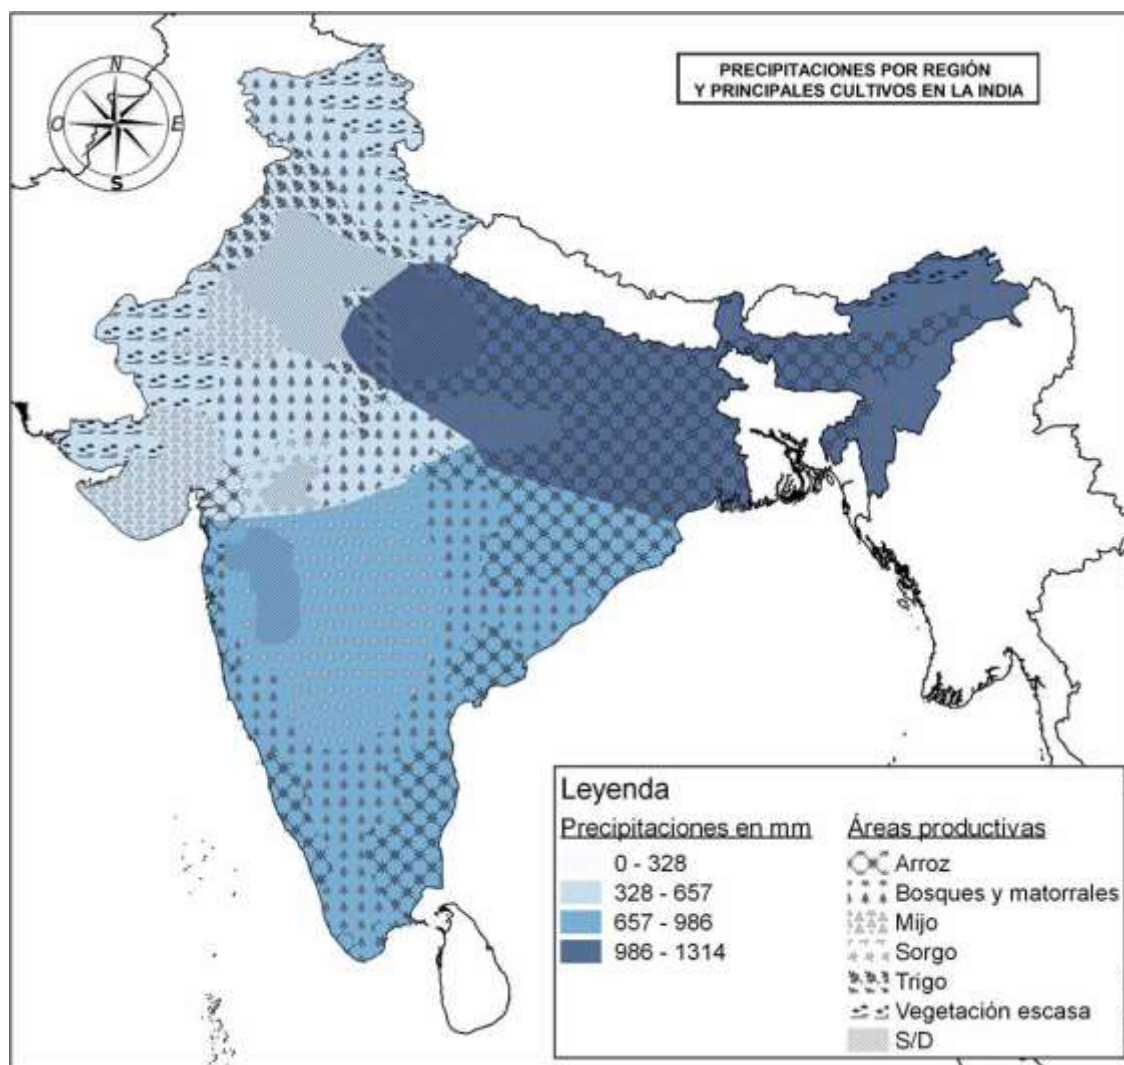 PRECIPITACIONES POR REGIÓN
Y PRINCIPALES CULTIVOS EN LA INDIA
N
O
E
S
Leyenda
Precipitaciones en mm
0 - 328
328 - 657
657 - 986
986 - 1314
Áreas productivas
Arroz
Bosques y matorrales
Mijo
Sorgo
Trigo
Vegetación escasa
S/D